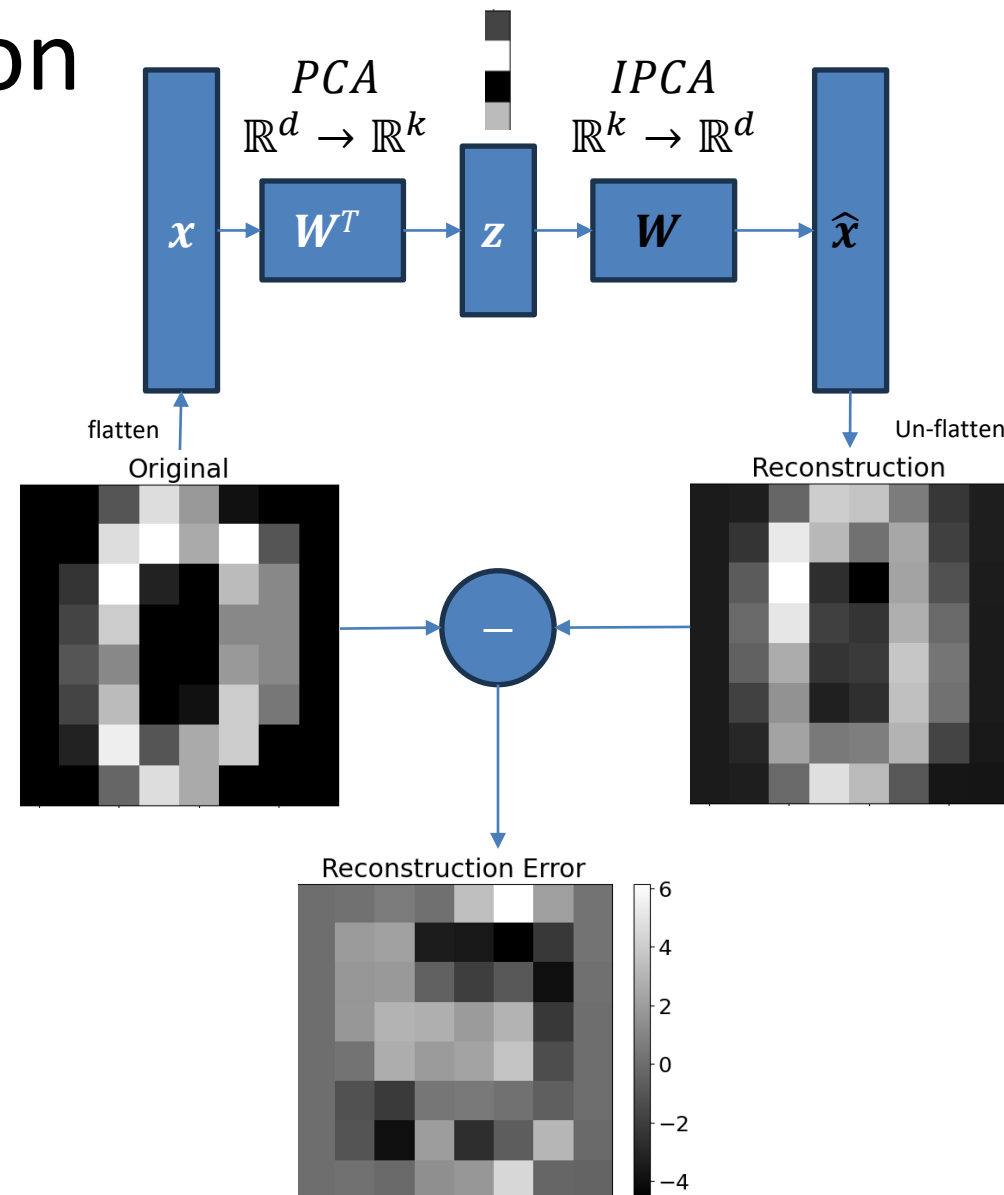 on
PCA
ℝ^d → ℝ^k
IPCA
ℝ^k → ℝ^d
x
W^T
z
W
x̂
flatten
Un-flatten
Original
Reconstruction
−
Reconstruction Error
6
4
2
0
−2
−4